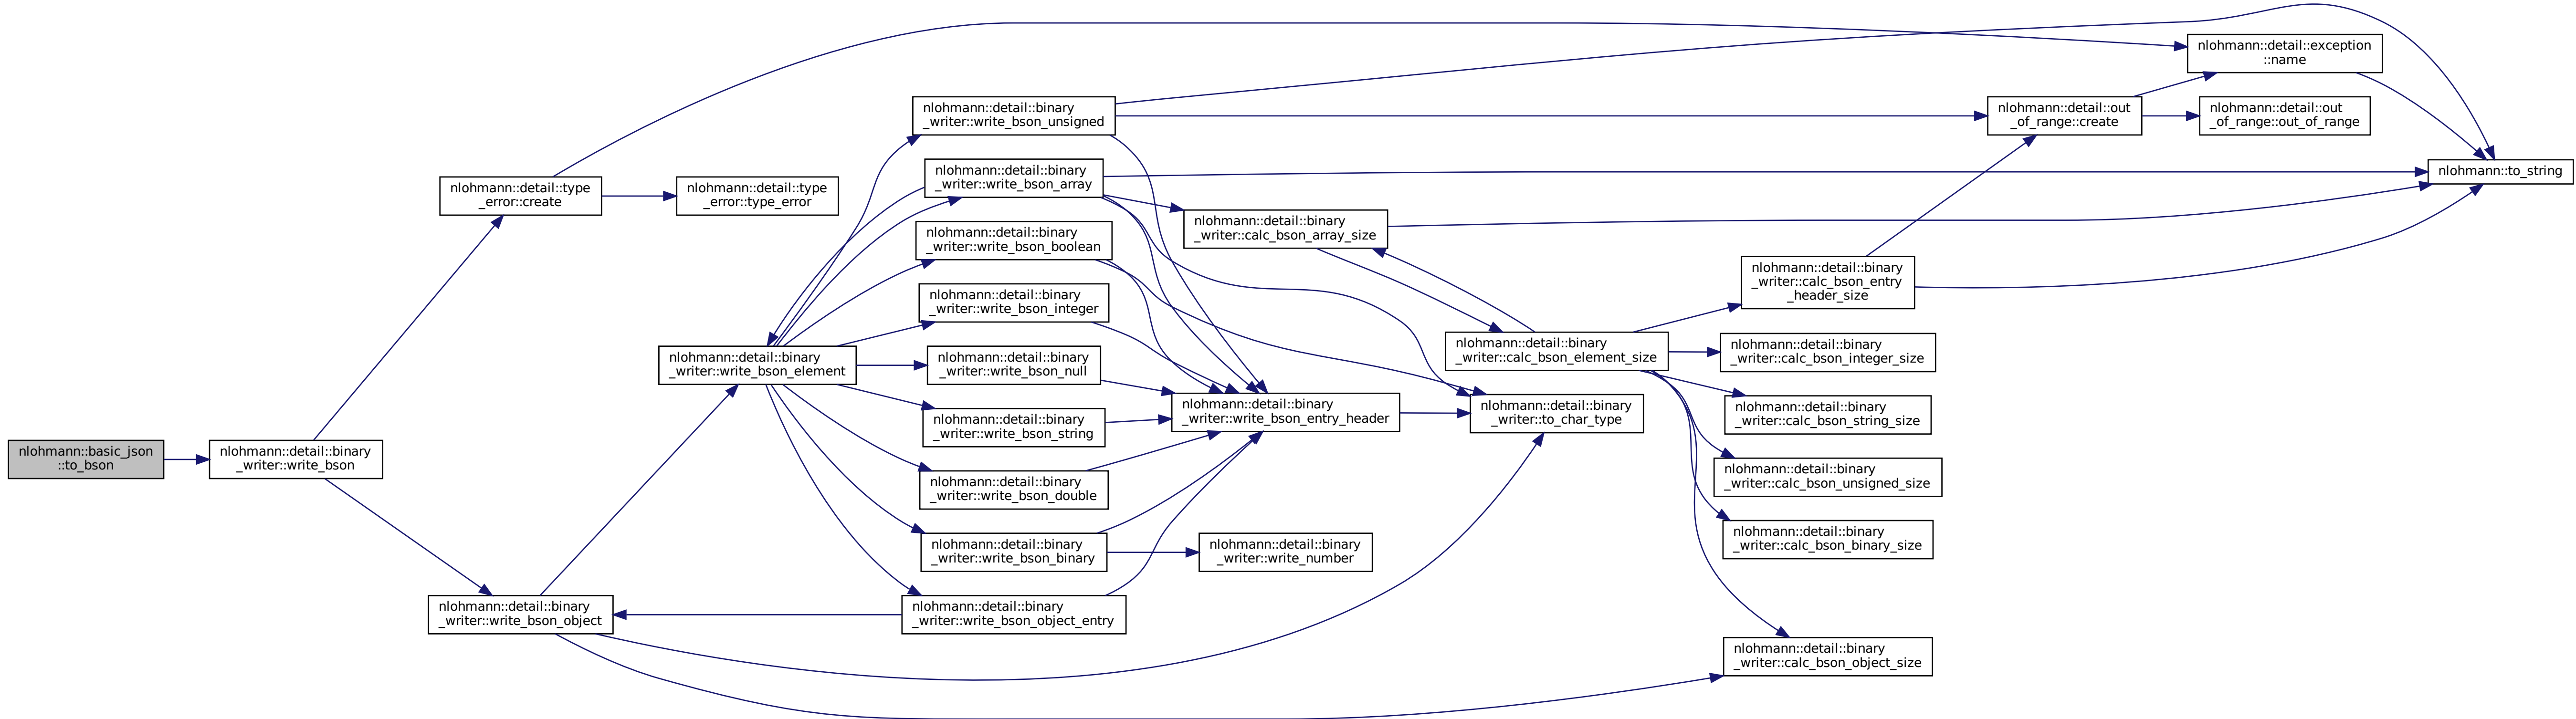 nlohmann::basic_json
::to_bson
nlohmann::detail::binary
_writer::write_bson
nlohmann::detail::type
_error::create
nlohmann::detail::type
_error::type_error
nlohmann::detail::binary
_writer::write_bson_object
nlohmann::detail::binary
_writer::write_bson_element
nlohmann::detail::binary
_writer::write_bson_unsigned
nlohmann::detail::binary
_writer::write_bson_array
nlohmann::detail::binary
_writer::write_bson_boolean
nlohmann::detail::binary
_writer::write_bson_integer
nlohmann::detail::binary
_writer::write_bson_null
nlohmann::detail::binary
_writer::write_bson_string
nlohmann::detail::binary
_writer::write_bson_double
nlohmann::detail::binary
_writer::write_bson_binary
nlohmann::detail::binary
_writer::write_bson_object_entry
nlohmann::detail::binary
_writer::calc_bson_array_size
nlohmann::detail::binary
_writer::write_bson_entry_header
nlohmann::detail::binary
_writer::write_number
nlohmann::detail::binary
_writer::calc_bson_element_size
nlohmann::detail::binary
_writer::to_char_type
nlohmann::detail::binary
_writer::calc_bson_entry
_header_size
nlohmann::detail::binary
_writer::calc_bson_integer_size
nlohmann::detail::binary
_writer::calc_bson_string_size
nlohmann::detail::binary
_writer::calc_bson_unsigned_size
nlohmann::detail::binary
_writer::calc_bson_binary_size
nlohmann::detail::binary
_writer::calc_bson_object_size
nlohmann::detail::out
_of_range::create
nlohmann::detail::exception
::name
nlohmann::detail::out
_of_range::out_of_range
nlohmann::to_string